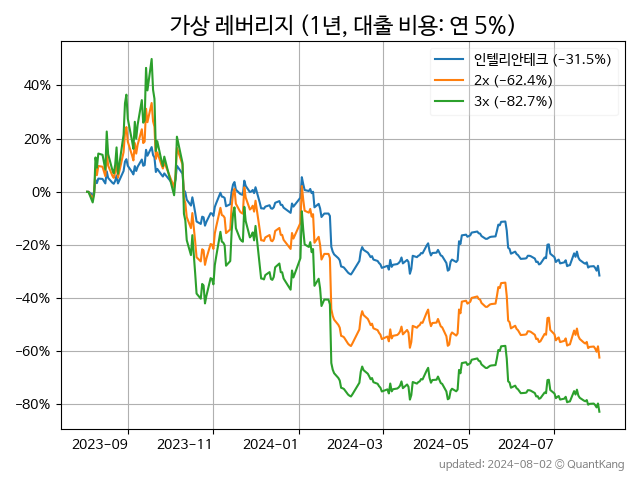 가상 레버리지 (1년, 대출 비용: 연 5%)
인텔리안테크 (−31.5%)
2x (−62.4%)
3x (−82.7%)
40%
20%
0%
−20%
−40%
−60%
−80%
2023-09 2023-11 2024-01 2024-03 2024-05 2024-07
updated: 2024-08-02 © QuantKang